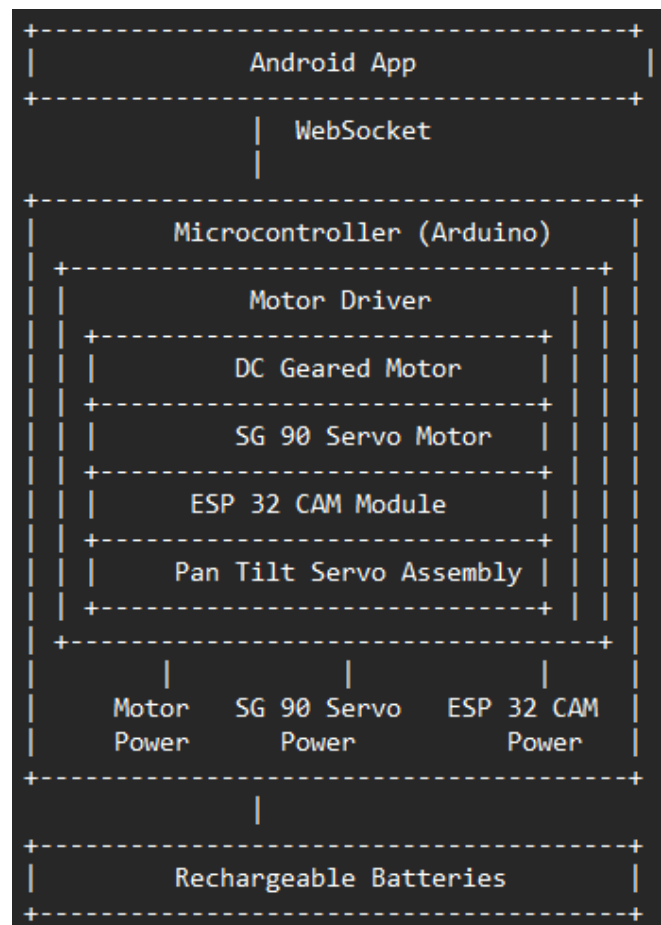 Android App
WebSocket
Microcontroller (Arduino)
Motor Driver
DC Geared Motor
SG 90 Servo Motor
ESP 32 CAM Module
Pan Tilt Servo Assembly
Motor SG 90 Servo ESP 32 CAM
Power Power Power
Rechargeable Batteries